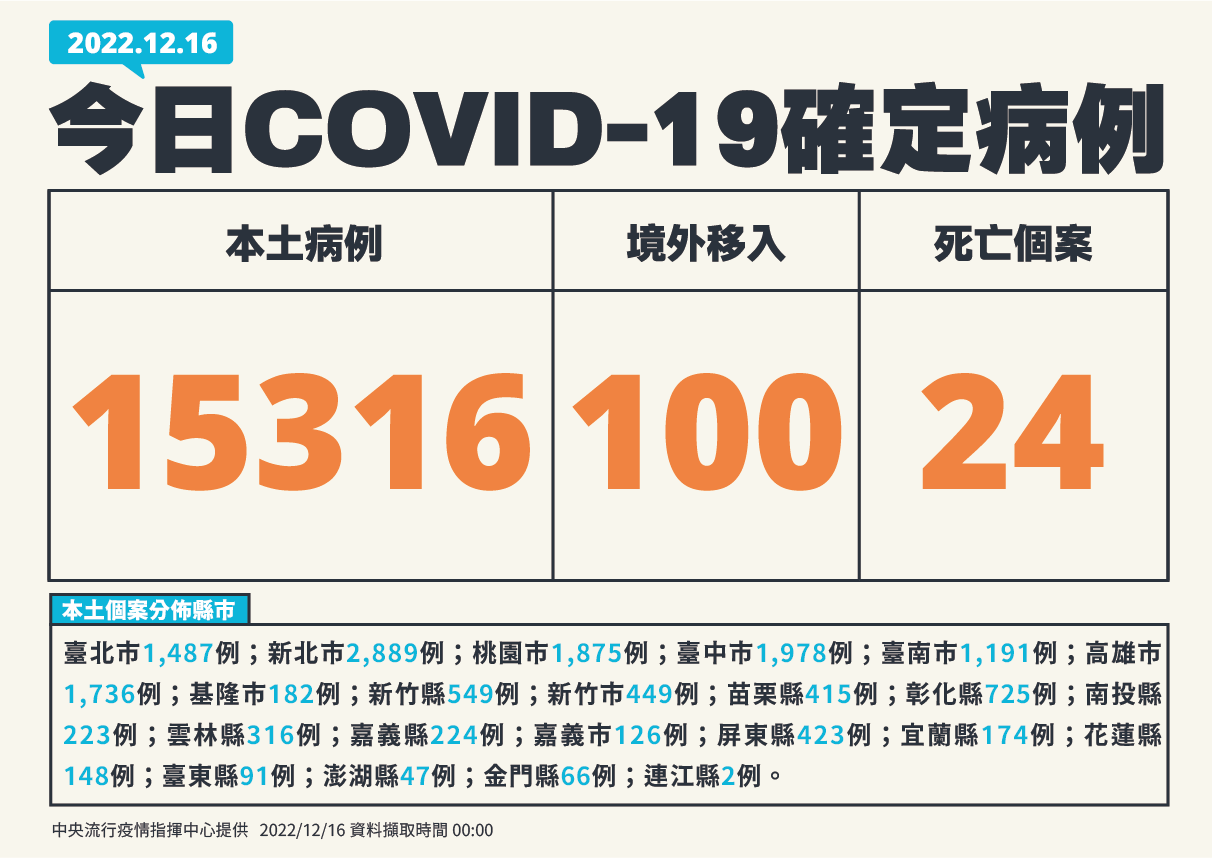 2022.12.16
今日COVID-19確定病例
本土病例 境外移入 死亡個案
15316 100 24
本土個案分佈縣市
臺北市1,487例；新北市2,889例；桃園市1,875例；臺中市1,978例；臺南市1,191例；高雄市
1,736例；基隆市182例；新竹縣549例；新竹市449例；苗栗縣415例；彰化縣725例；南投縣
223例；雲林縣316例；嘉義縣224例；嘉義市126例；屏東縣423例；宜蘭縣174例；花蓮縣
148例；臺東縣91例；澎湖縣47例；金門縣66例；連江縣2例。
中央流行疫情指揮中心提供 2022/12/16 資料擷取時間 00:00